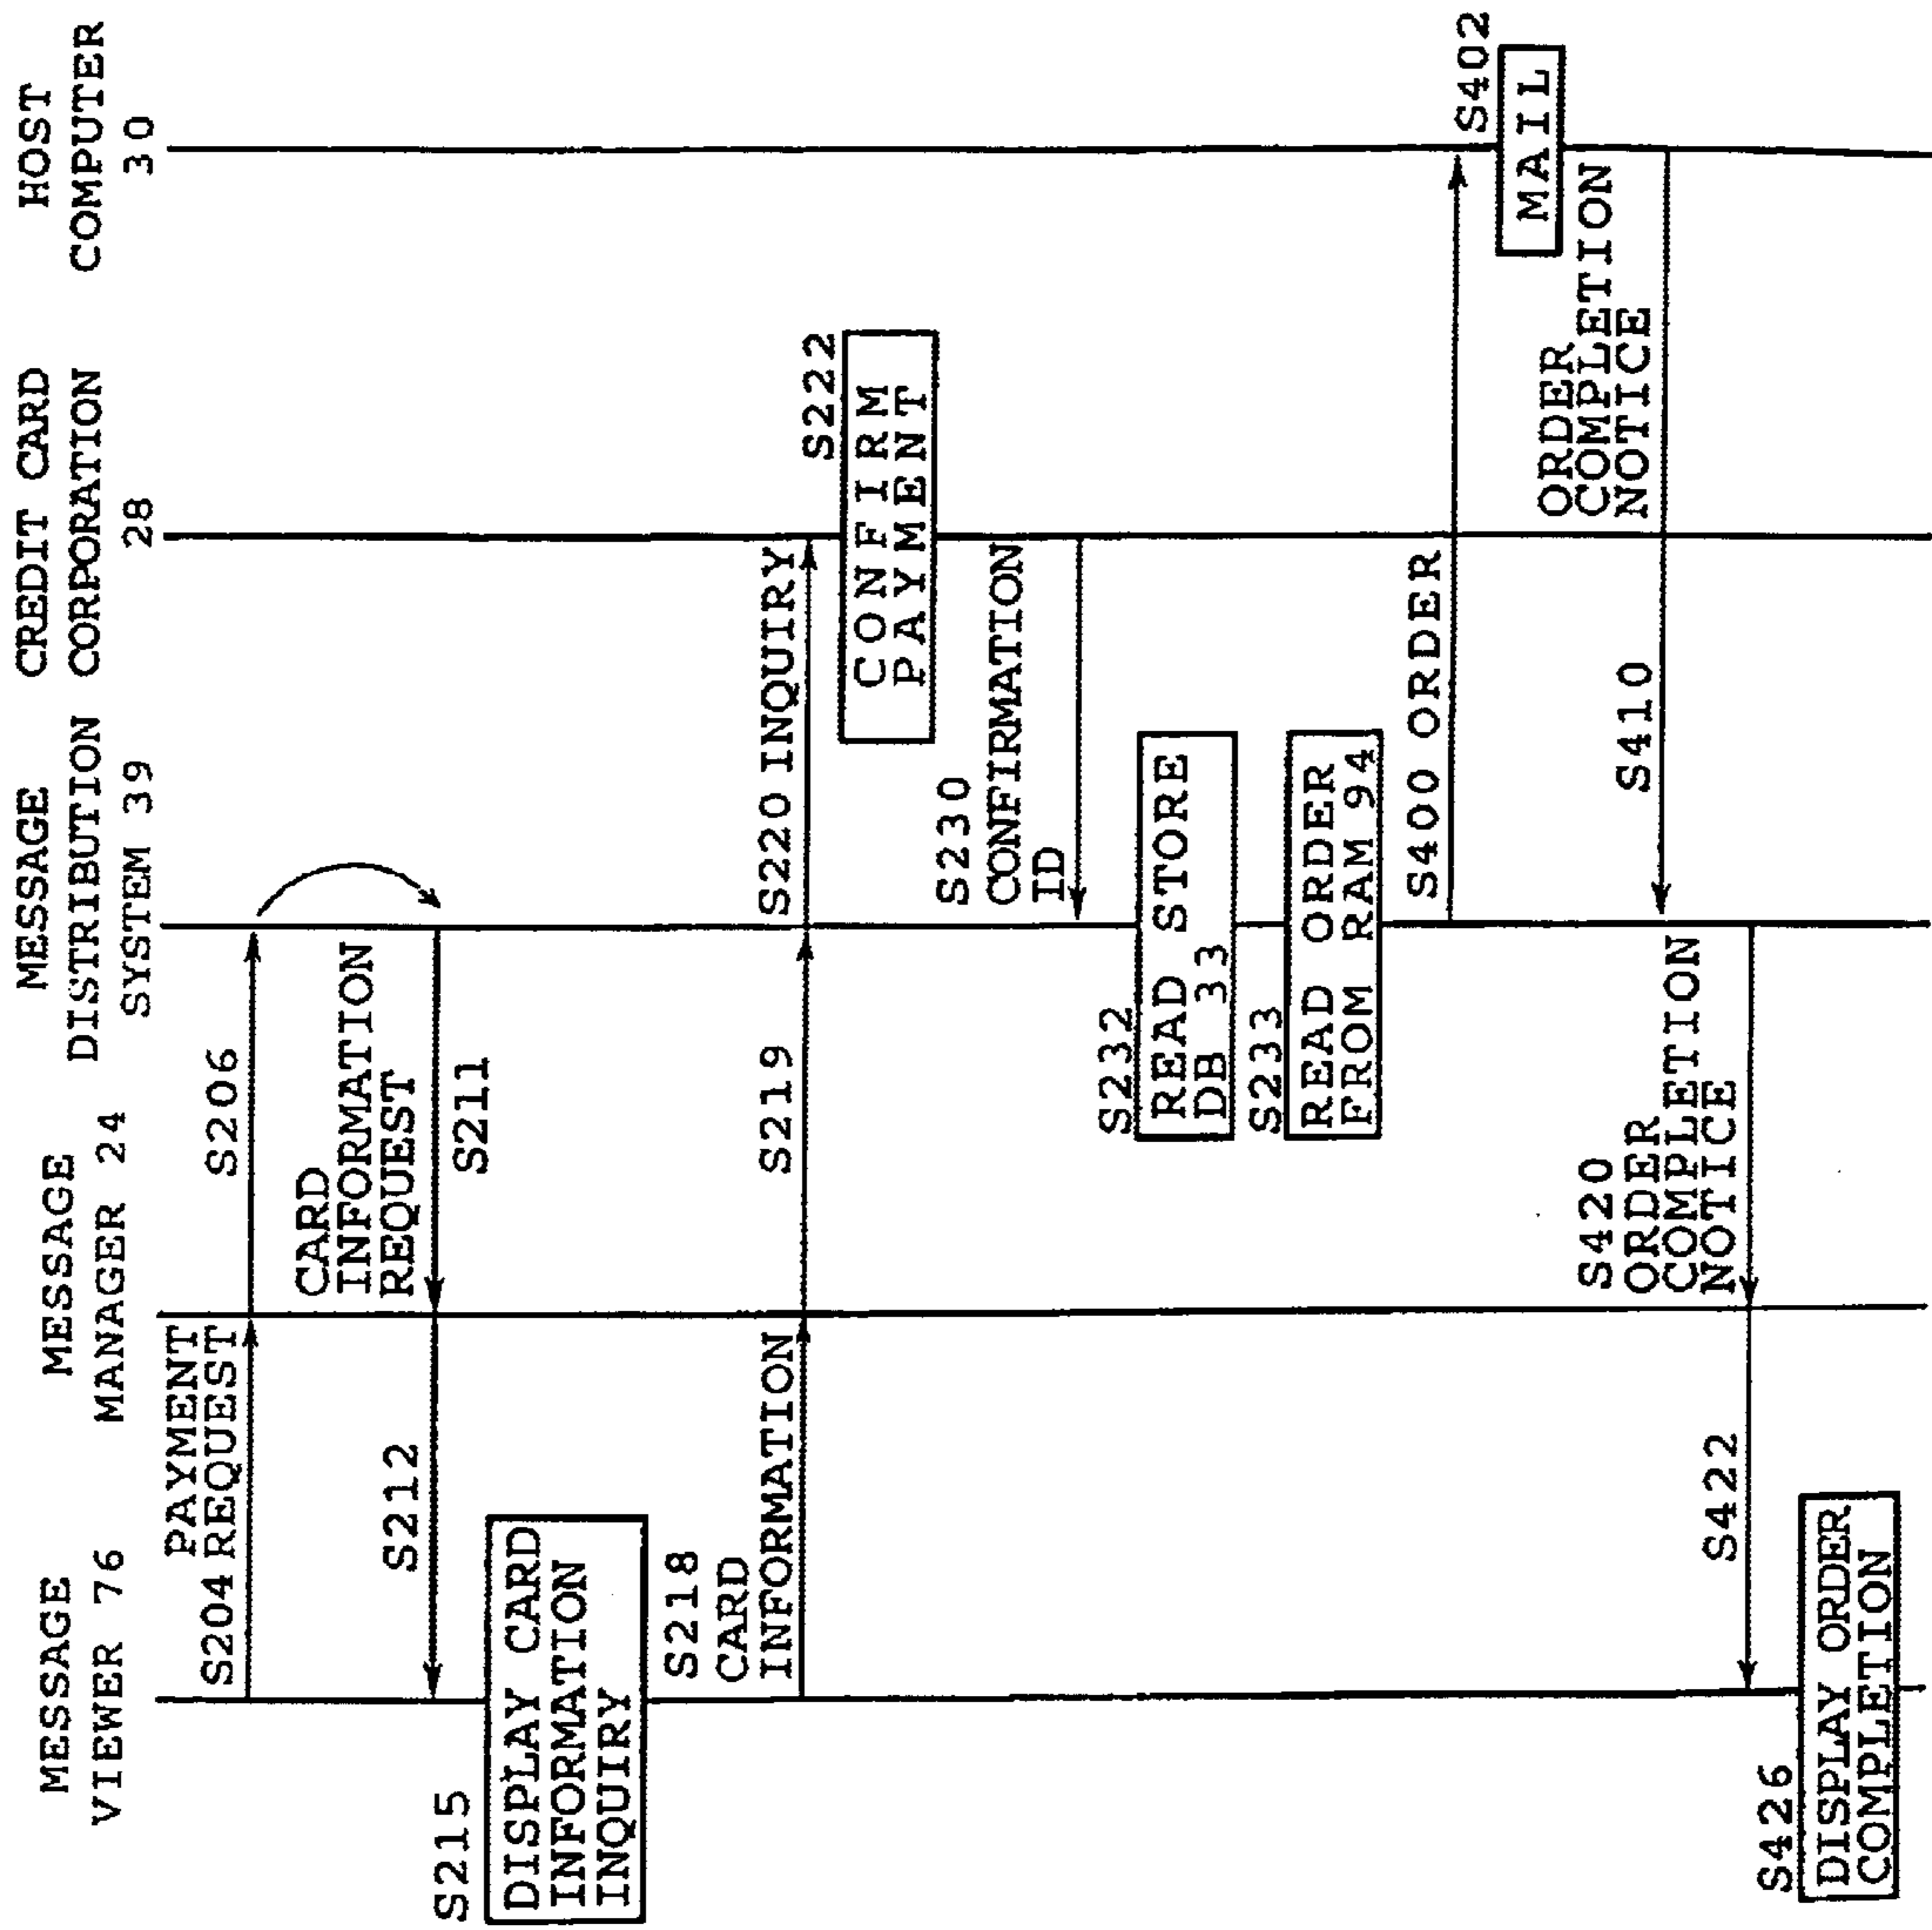 MESSAGE
VIEWER 76
MESSAGE
MANAGER 24
MESSAGE
DISTRIBUTION
SYSTEM 39
CREDIT CARD
CORPORATION
28
HOST
COMPUTER
30
PAYMENT
S204 REQUEST
S206
CARD
INFORMATION
REQUEST
S211
S212
S215
DISPLAY CARD
INFORMATION
INQUIRY
S218
CARD
INFORMATION
S219
S220 INQUIRY
S222
CONFIRM
PAYMENT
S230
CONFIRMATION
ID
S232
READ STORE
DB 33
S233
READ ORDER
FROM RAM 94
S400 ORDER
S402
MAIL
ORDER
COMPLETION
NOTICE
S410
S420
ORDER
COMPLETION
NOTICE
S422
S426
DISPLAY ORDER
COMPLETION